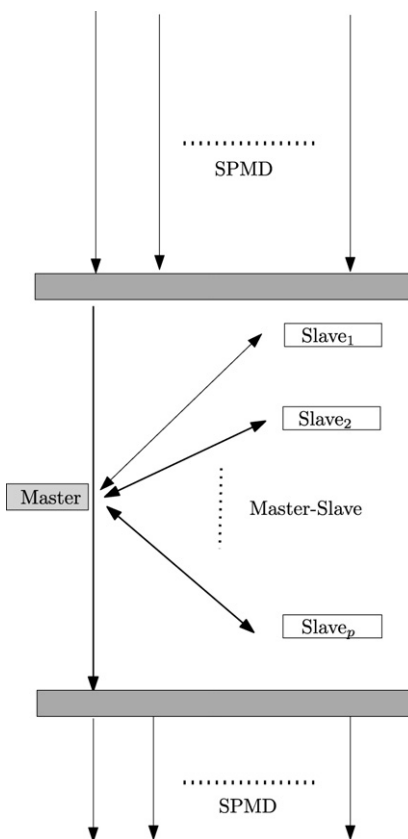 SPMD
Slave₁
Slave₂
Master
Master-Slave
Slaveₚ
SPMD